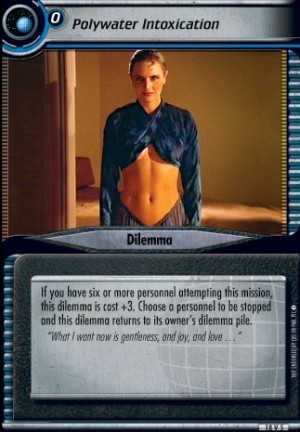 0
Polywater Intoxication
Dilemma
If you have six or more personnel attempting this mission,
this dilemma is cost +3. Choose a personnel to be stopped
and this dilemma returns to its owner's dilemma pile.
"What I want now is gentleness, and joy, and love . . ."
18 V 5